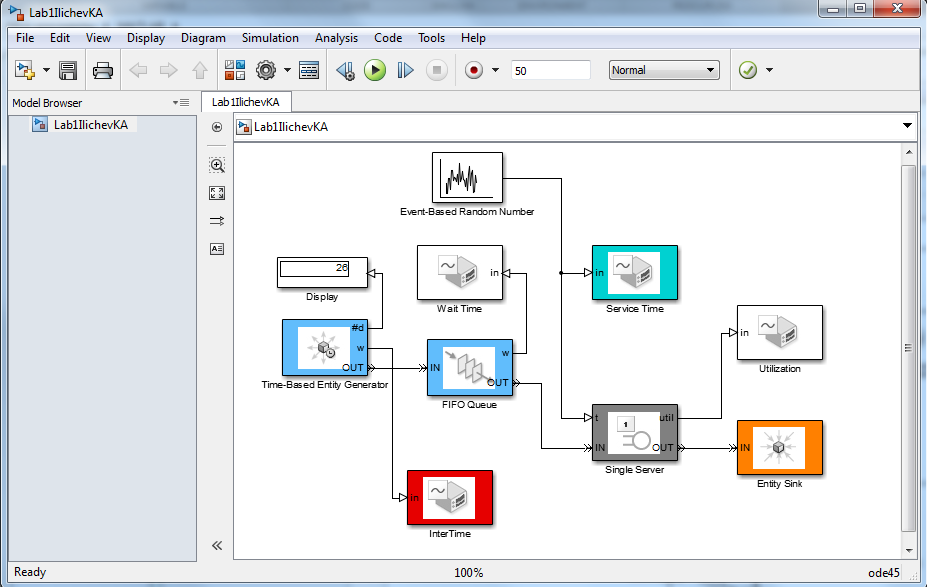 Lab1IlichevKA
File Edit View Display Diagram Simulation Analysis Code Tools Help
50 Normal
Model Browser
Lab1IlichevKA
Lab1IlichevKA
Lab1IlichevKA
Event-Based Random Number
26
Display
in
Wait Time
in
Service Time
in
Utilization
#d
w
OUT
Time-Based Entity Generator
w
IN
OUT
FIFO Queue
t
util
1
IN
OUT
Single Server
IN
Entity Sink
in
InterTime
Ready 100% ode45